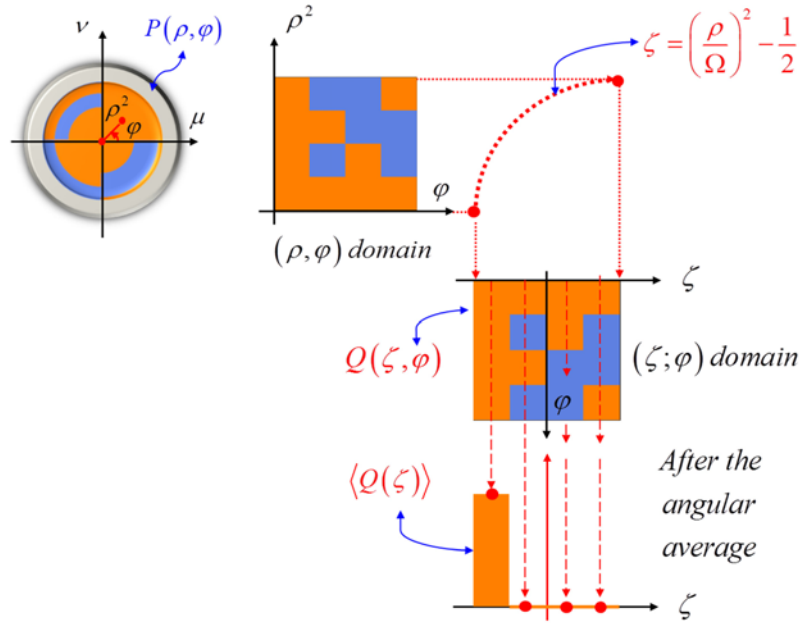 ν
P(ρ,φ)
ρ²
φ
μ
ρ²
φ
(ρ,φ) domain
ζ = (ρ/Ω)² − 1/2
ζ
Q(ζ,φ)
(ζ;φ) domain
φ
⟨Q(ζ)⟩
After the
angular
average
ζ